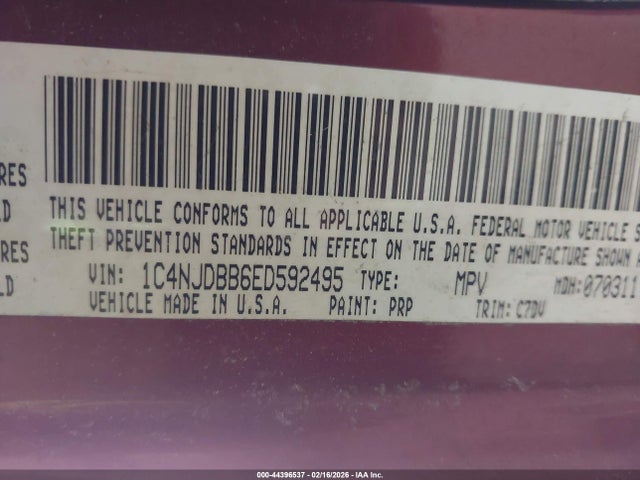 RES
LD
RES
LD
THIS VEHICLE CONFORMS TO ALL APPLICABLE U.S.A. FEDERAL MOTOR VEHICLE S
THEFT PREVENTION STANDARDS IN EFFECT ON THE DATE OF MANUFACTURE SHOWN A
VIN: 1C4NJDBB6ED592495 TYPE: MPV MDH:070311
VEHICLE MADE IN U.S.A. PAINT: PRP TRIM: C7DV
000-44396537 - 02/16/2026 - IAA Inc.